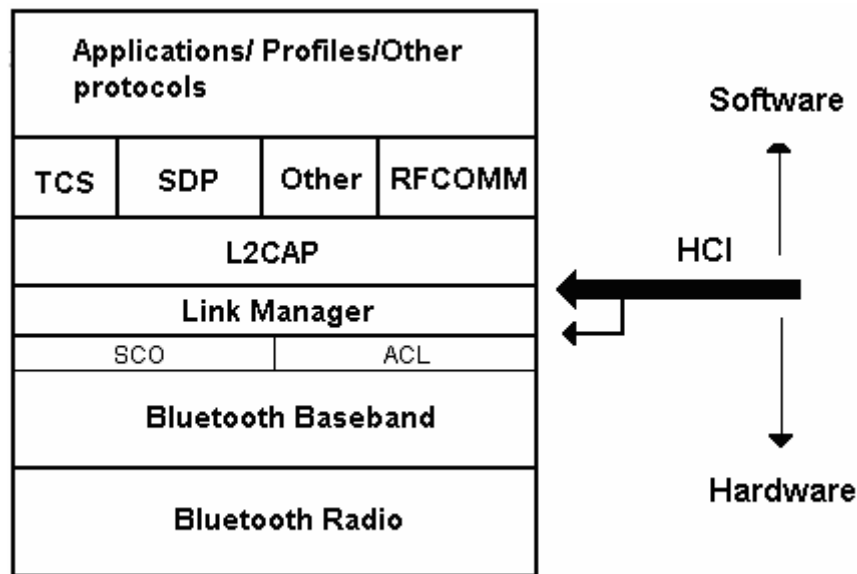 Applications/ Profiles/Other
protocols
Software
TCS SDP Other RFCOMM
HCI
L2CAP
Link Manager
SCO ACL
Bluetooth Baseband
Bluetooth Radio
Hardware